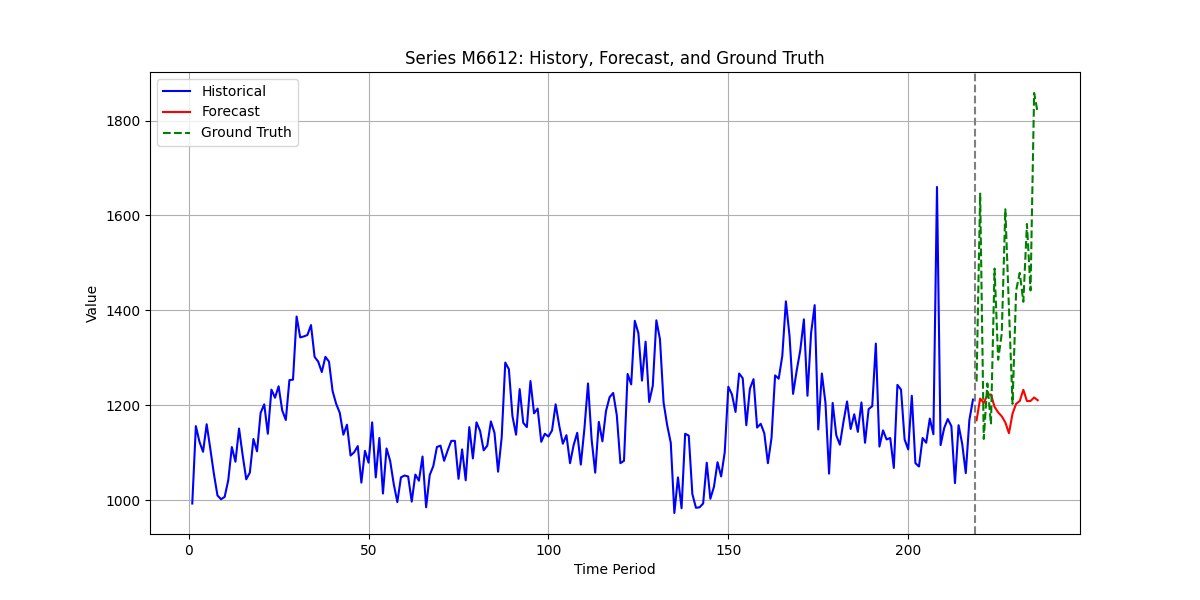 Series M6612: History, Forecast, and Ground Truth
Historical
Forecast
Ground Truth
1800
1600
1400
1200
1000
Value
0 50 100 150 200
Time Period